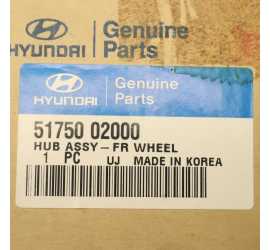 HYUNDAI
Genuine
Parts
HYUNDAI
Genuine
Parts
51750 02000
HUB ASSY-FR WHEEL
1 PC UJ MADE IN KOREA